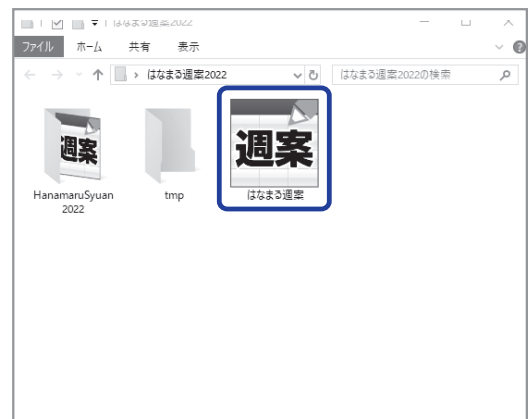 はなまる週案2022
ファイル ホーム 共有 表示
はなまる週案2022 はなまる週案2022の検索
週案 週案
HanamaruSyuan
2022 tmp はなまる週案